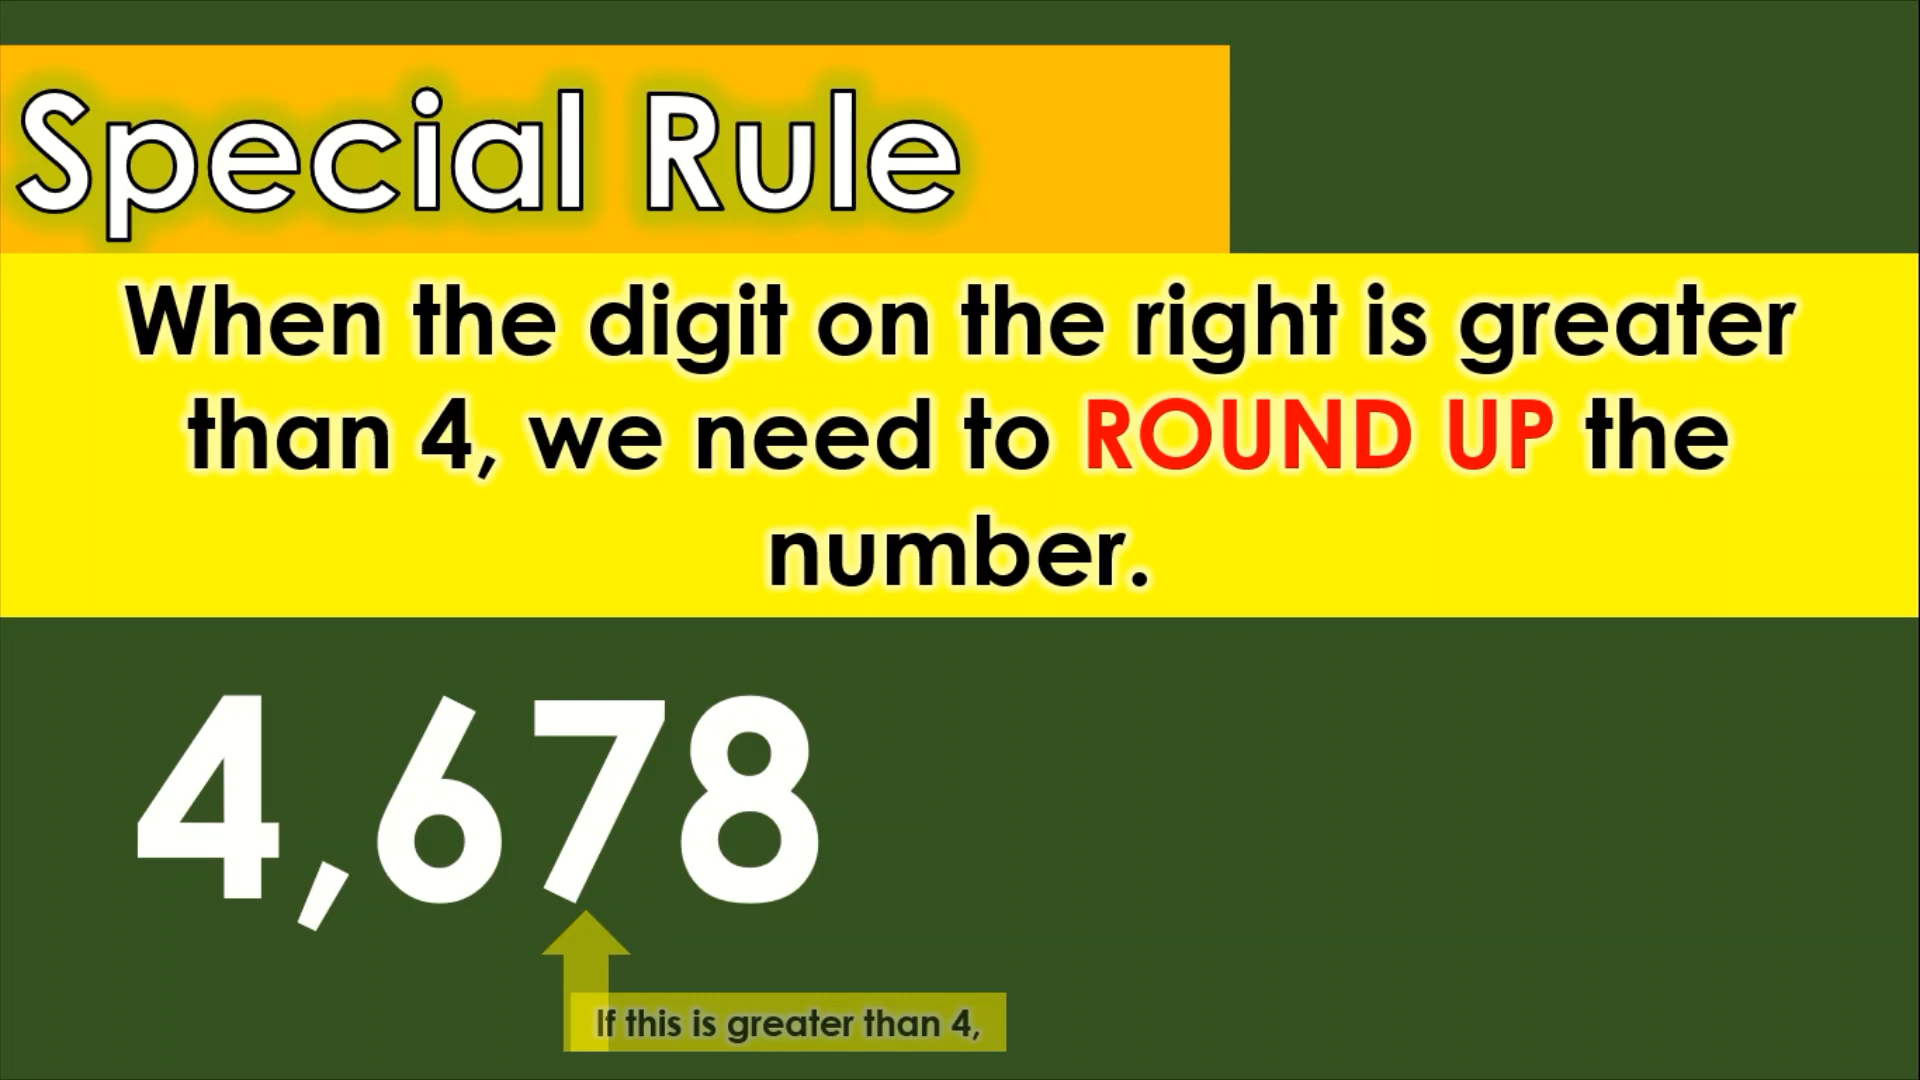 Special Rule
When the digit on the right is greater
than 4, we need to ROUND UP the
number.
4,678
If this is greater than 4,